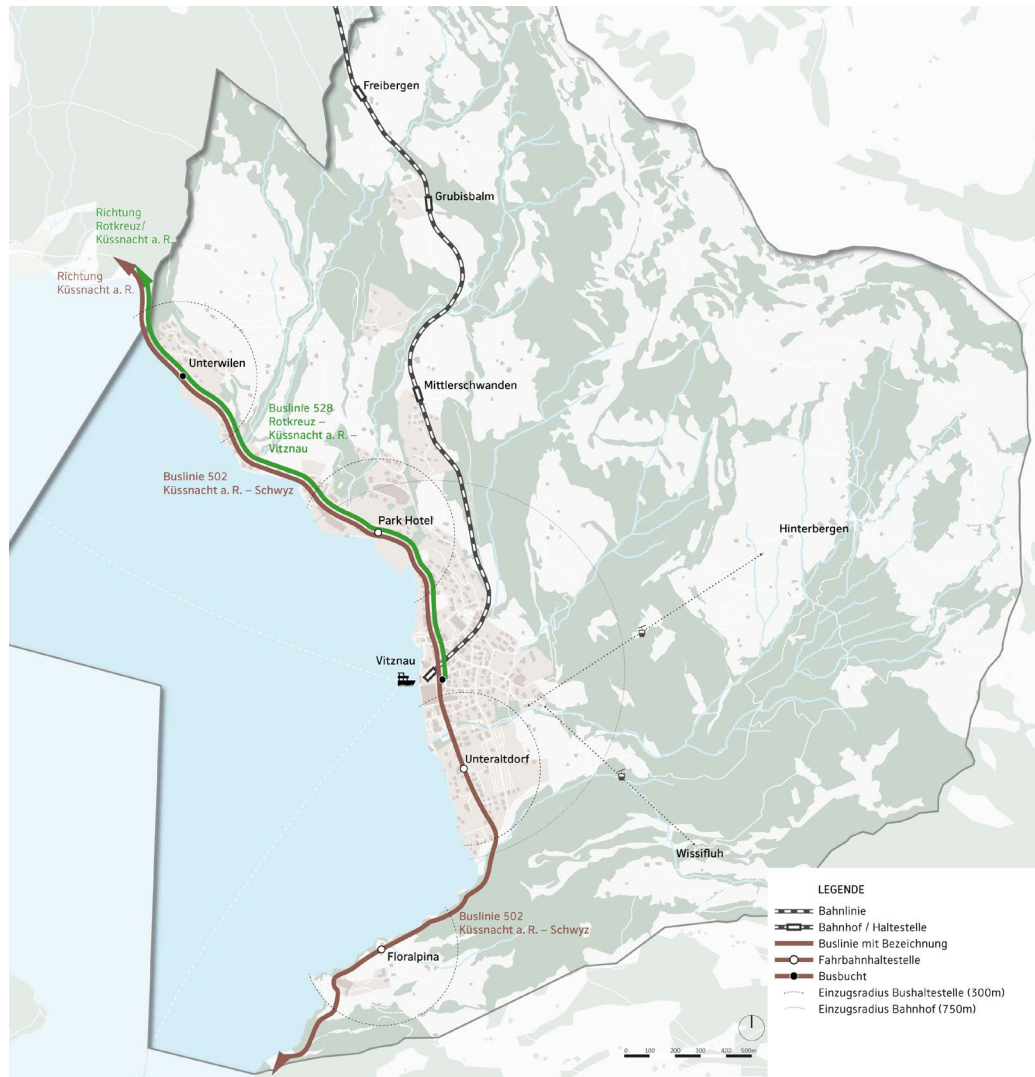 Freibergen
Grubisbalm
Richtung
Rotkreuz/
Küssnacht a. R.
Richtung
Küssnacht a. R.
Unterwilen
Mittlerschwanden
Buslinie 528
Rotkreuz –
Küssnacht a. R. –
Vitznau
Buslinie 502
Küssnacht a. R. – Schwyz
Park Hotel
Hinterbergen
Vitznau
Unteraltdorf
Wissifluh
Buslinie 502
Küssnacht a. R. – Schwyz
Floralpina
LEGENDE
Bahnlinie
Bahnhof / Haltestelle
Buslinie mit Bezeichnung
Fahrbahnhaltestelle
Busbucht
Einzugsradius Bushaltestelle (300m)
Einzugsradius Bahnhof (750m)
0 100 200 300 400 500m